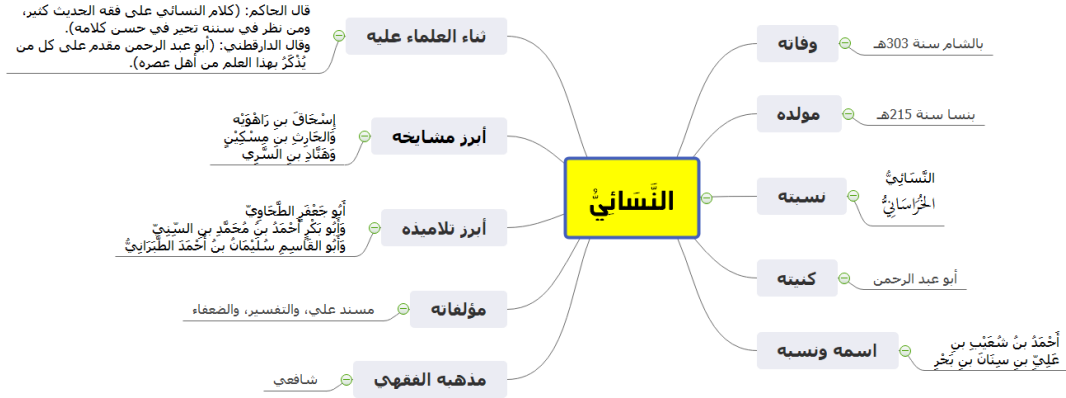 النَّسَائِيُّ
وفاته
بالشام سنة 303هـ
مولده
بنسا سنة 215هـ
نسبته
النَّسَائِيُّ
الخُرَاسَانِيُّ
كنيته
أبو عبد الرحمن
اسمه ونسبه
أَحْمَدُ بنُ شُعَيْبِ بنِ
عَلِيِّ بنِ سِنَانَ بنِ بَحْرٍ
ثناء العلماء عليه
قال الحاكم: (كلام النسائي على فقه الحديث كثير،
ومن نظر في سننه تحير في حسن كلامه).
وقال الدارقطني: (أبو عبد الرحمن مقدم على كل من
يُذْكَرُ بهذا العلم من أهل عصره).
أبرز مشايخه
إِسْحَاقَ بنِ رَاهْوَيْه
وَالحَارِثِ بنِ مِسْكِيْنٍ
وَهَنَّادِ بنِ السَّرِي
أبرز تلاميذه
أَبُو جَعْفَرٍ الطَّحَاوِيّ
وَأَبُو بَكْرٍ أَحْمَدُ بنُ مُحَمَّدِ بنِ السّنِيِّ
وَأَبُو القَاسِمِ سُلَيْمَانُ بنُ أَحْمَدَ الطَّبَرَانِيُّ
مؤلفاته
مسند علي، والتفسير، والضعفاء
مذهبه الفقهي
شافعي